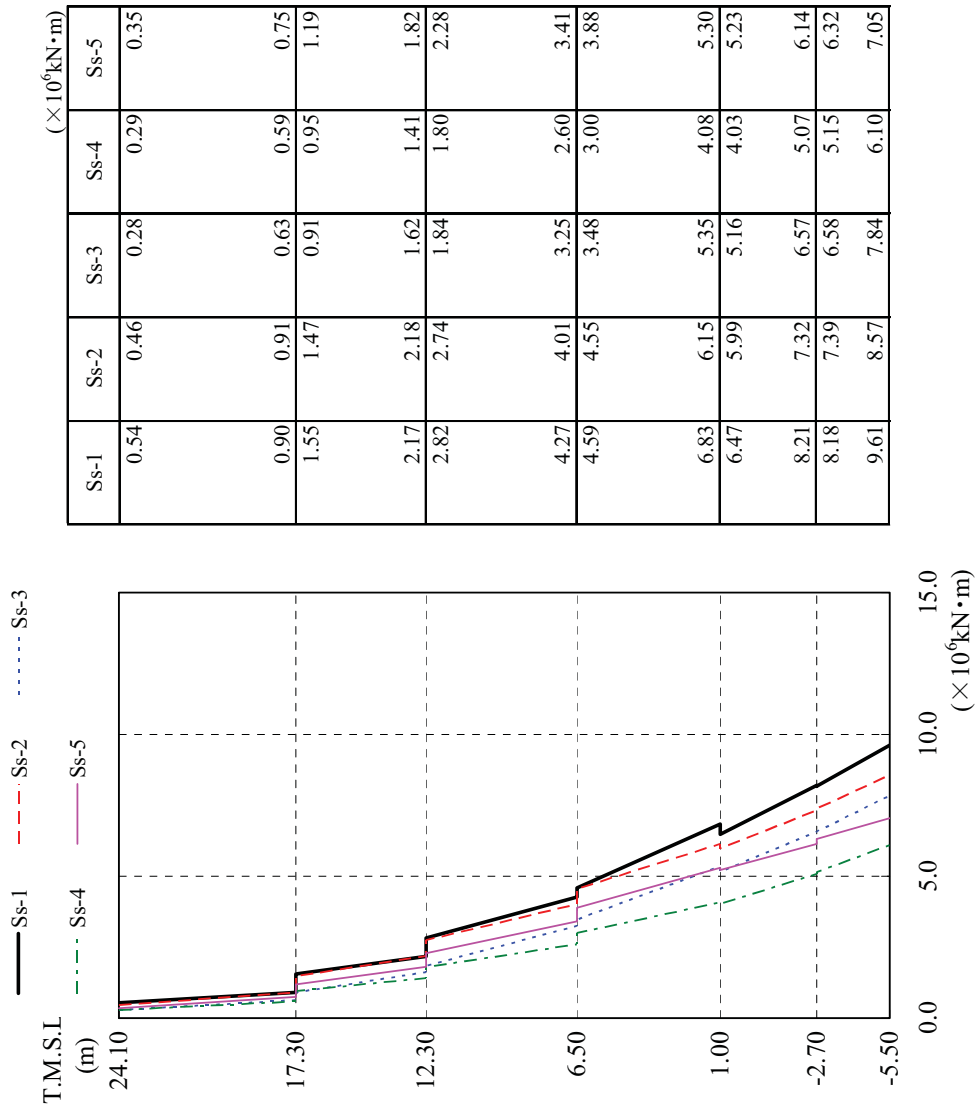 Ss-1 Ss-2 Ss-3
Ss-4 Ss-5
T.M.S.L
(m)
24.10
17.30
12.30
6.50
1.00
-2.70
-5.50
0.0 5.0 10.0 15.0
(×10⁶kN•m)
(×10⁶kN•m)
Ss-1 Ss-2 Ss-3 Ss-4 Ss-5
0.54 0.46 0.28 0.29 0.35
0.90 0.91 0.63 0.59 0.75
1.55 1.47 0.91 0.95 1.19
2.17 2.18 1.62 1.41 1.82
2.82 2.74 1.84 1.80 2.28
4.27 4.01 3.25 2.60 3.41
4.59 4.55 3.48 3.00 3.88
6.83 6.15 5.35 4.08 5.30
6.47 5.99 5.16 4.03 5.23
8.21 7.32 6.57 5.07 6.14
8.18 7.39 6.58 5.15 6.32
9.61 8.57 7.84 6.10 7.05